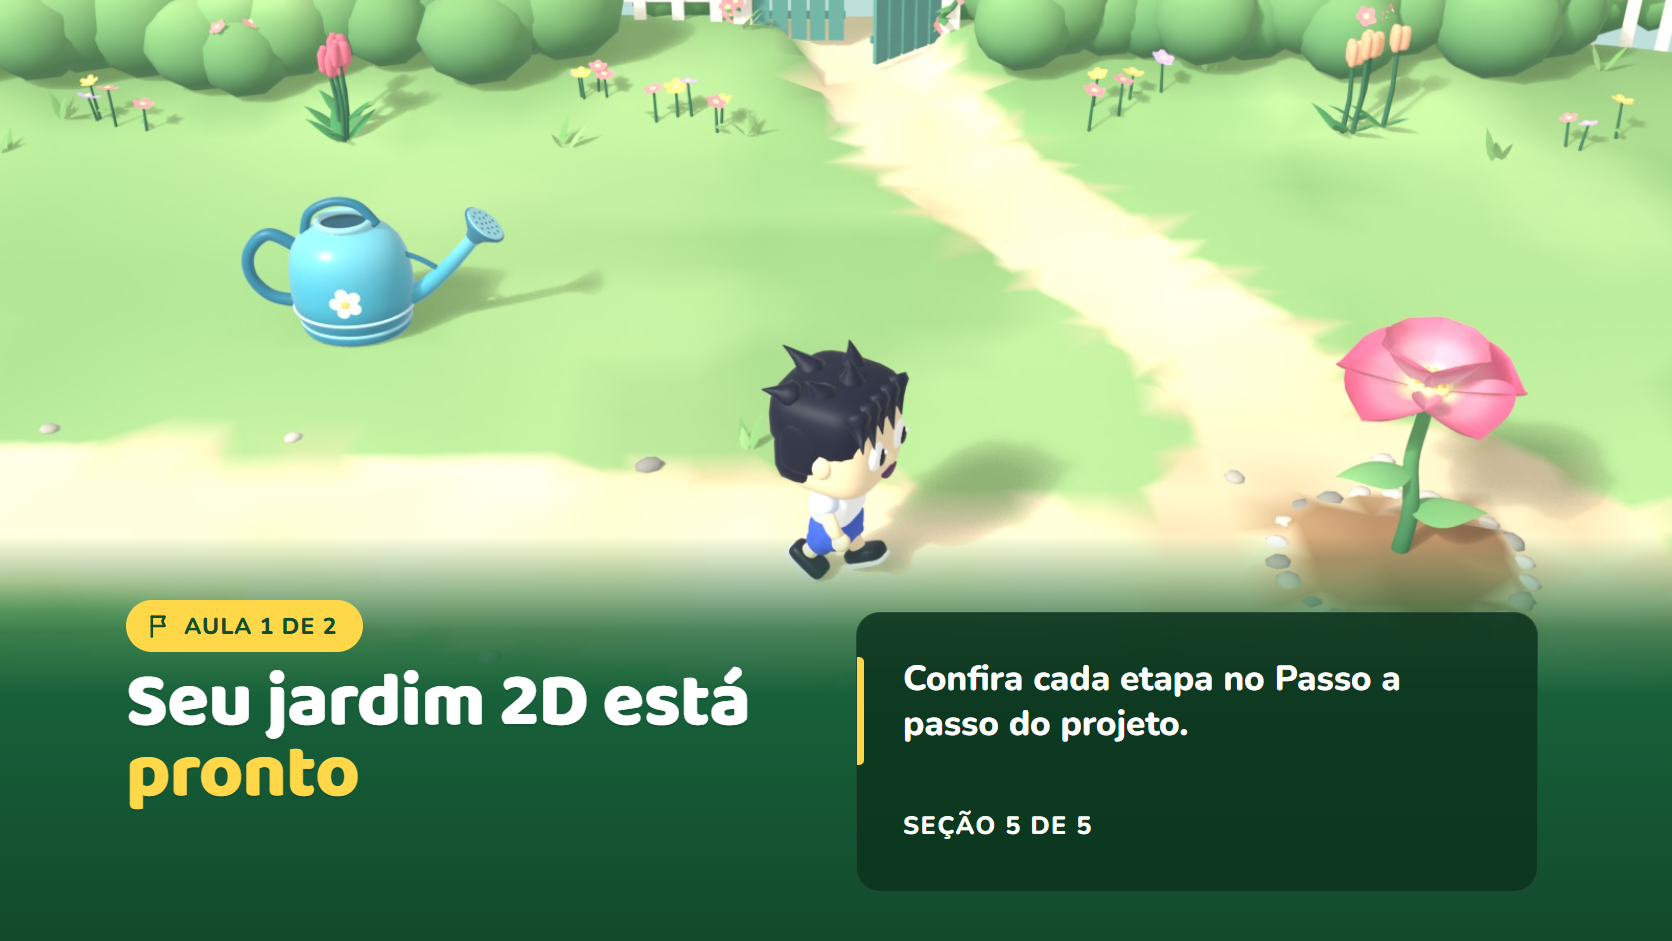 AULA 1 DE 2
Seu jardim 2D está
pronto
Confira cada etapa no Passo a
passo do projeto.
SEÇÃO 5 DE 5